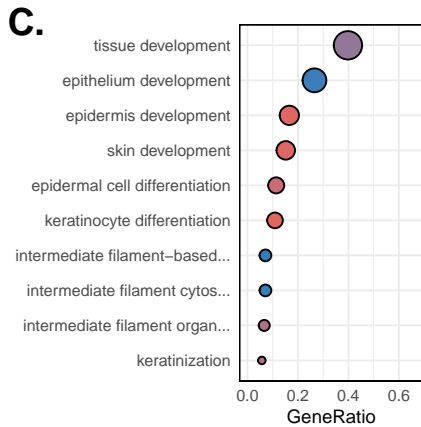 C.
tissue development
epithelium development
epidermis development
skin development
epidermal cell differentiation
keratinocyte differentiation
intermediate filament−based...
intermediate filament cytos...
intermediate filament organ...
keratinization
0.0 0.2 0.4 0.6
GeneRatio